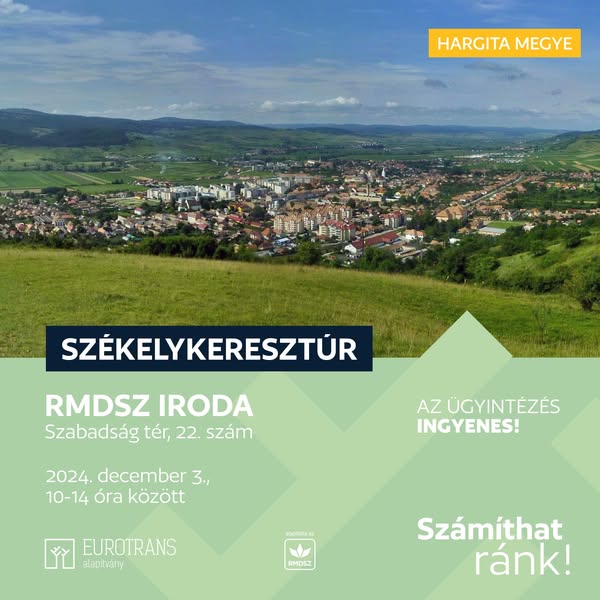 HARGITA MEGYE
SZÉKELYKERESZTÚR
RMDSZ IRODA
Szabadság tér, 22. szám
AZ ÜGYINTÉZÉS
INGYENES!
2024. december 3.,
10-14 óra között
EUROTRANS
alapítvány
RMDSZ
Számíthat
ránk!